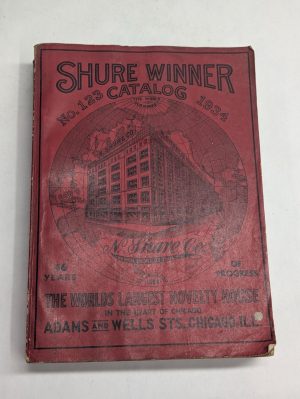 SHURE WINNER
CATALOG
No. 123 1934
N. Shure Co.
46 YEARS
OF PROGRESS
THE WORLDS LARGEST NOVELTY HOUSE
IN THE HEART OF CHICAGO
ADAMS AND WELLS STS. CHICAGO, ILL.